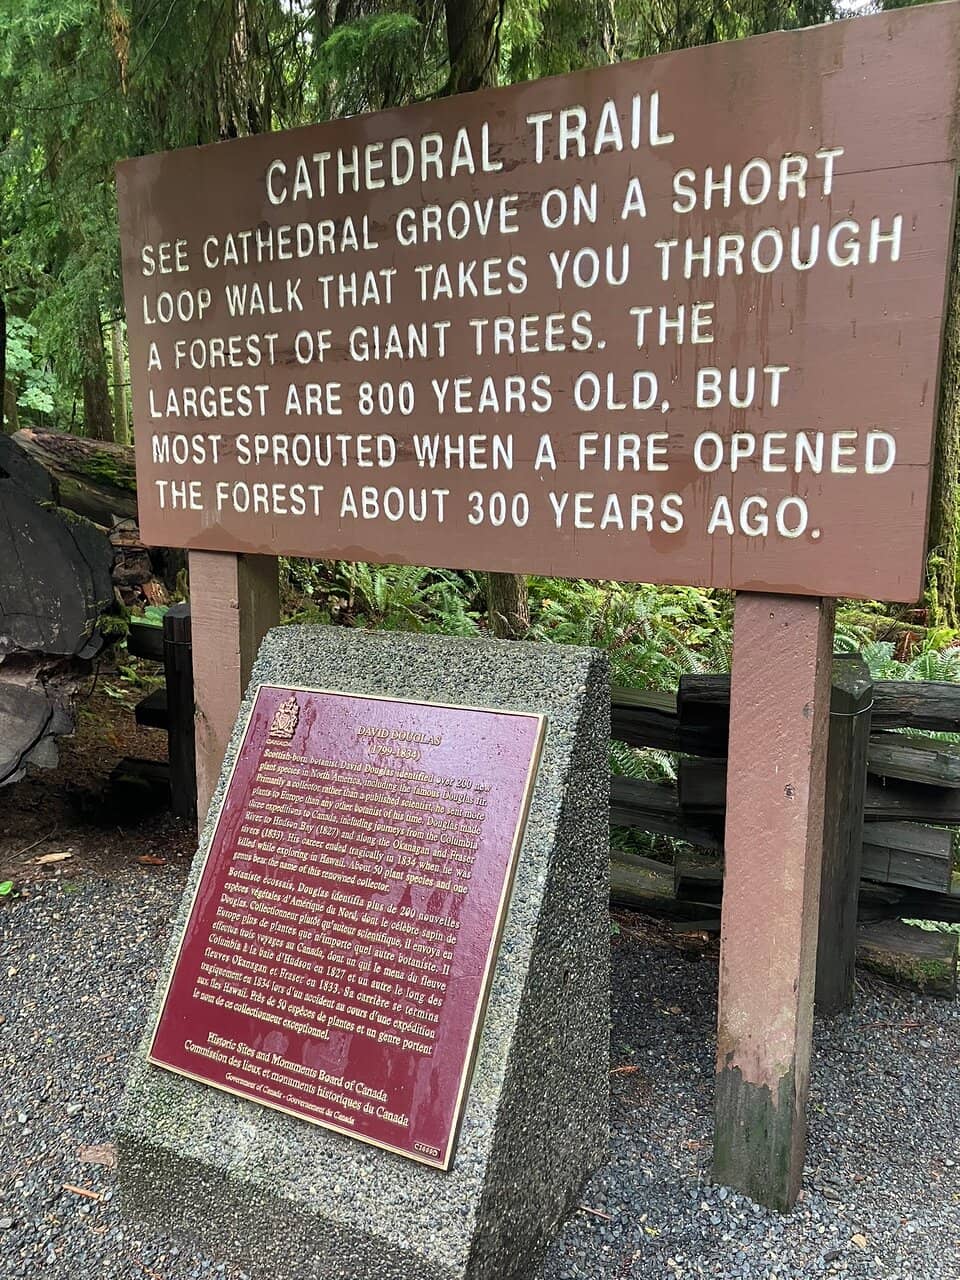 CATHEDRAL TRAIL
SEE CATHEDRAL GROVE ON A SHORT
LOOP WALK THAT TAKES YOU THROUGH
A FOREST OF GIANT TREES. THE
LARGEST ARE 800 YEARS OLD, BUT
MOST SPROUTED WHEN A FIRE OPENED
THE FOREST ABOUT 300 YEARS AGO.
CANADA
DAVID DOUGLAS
(1799-1834)
Scottish-born botanist David Douglas identified over 200 new
plant species in North America, including the famous Douglas fir.
Primarily a collector rather than a published scientist, he sent more
plants to Europe than any other botanist of his time. Douglas made
three expeditions to Canada, including journeys from the Columbia
River to Hudson Bay (1827) and along the Okanagan and Fraser
rivers (1833). His career ended tragically in 1834 when he was
killed while exploring in Hawaii. About 50 plant species and one
genus bear the name of this renowned collector.
Botaniste écossais, Douglas identifia plus de 200 nouvelles
espèces végétales d'Amérique du Nord, dont le célèbre sapin de
Douglas. Collectionneur plutôt qu'auteur scientifique, il envoya en
Europe plus de plantes que n'importe quel autre botaniste. Il
effectua trois voyages au Canada, dont un qui le mena du fleuve
Columbia à la baie d'Hudson en 1827 et un autre le long des
fleuves Okanagan et Fraser en 1833. Sa carrière se termina
tragiquement en 1834 lors d'un accident au cours d'une expédition
aux îles Hawaii. Près de 50 espèces de plantes et un genre portent
le nom de ce collectionneur exceptionnel.
Historic Sites and Monuments Board of Canada
Commission des lieux et monuments historiques du Canada
Government of Canada - Gouvernement du Canada